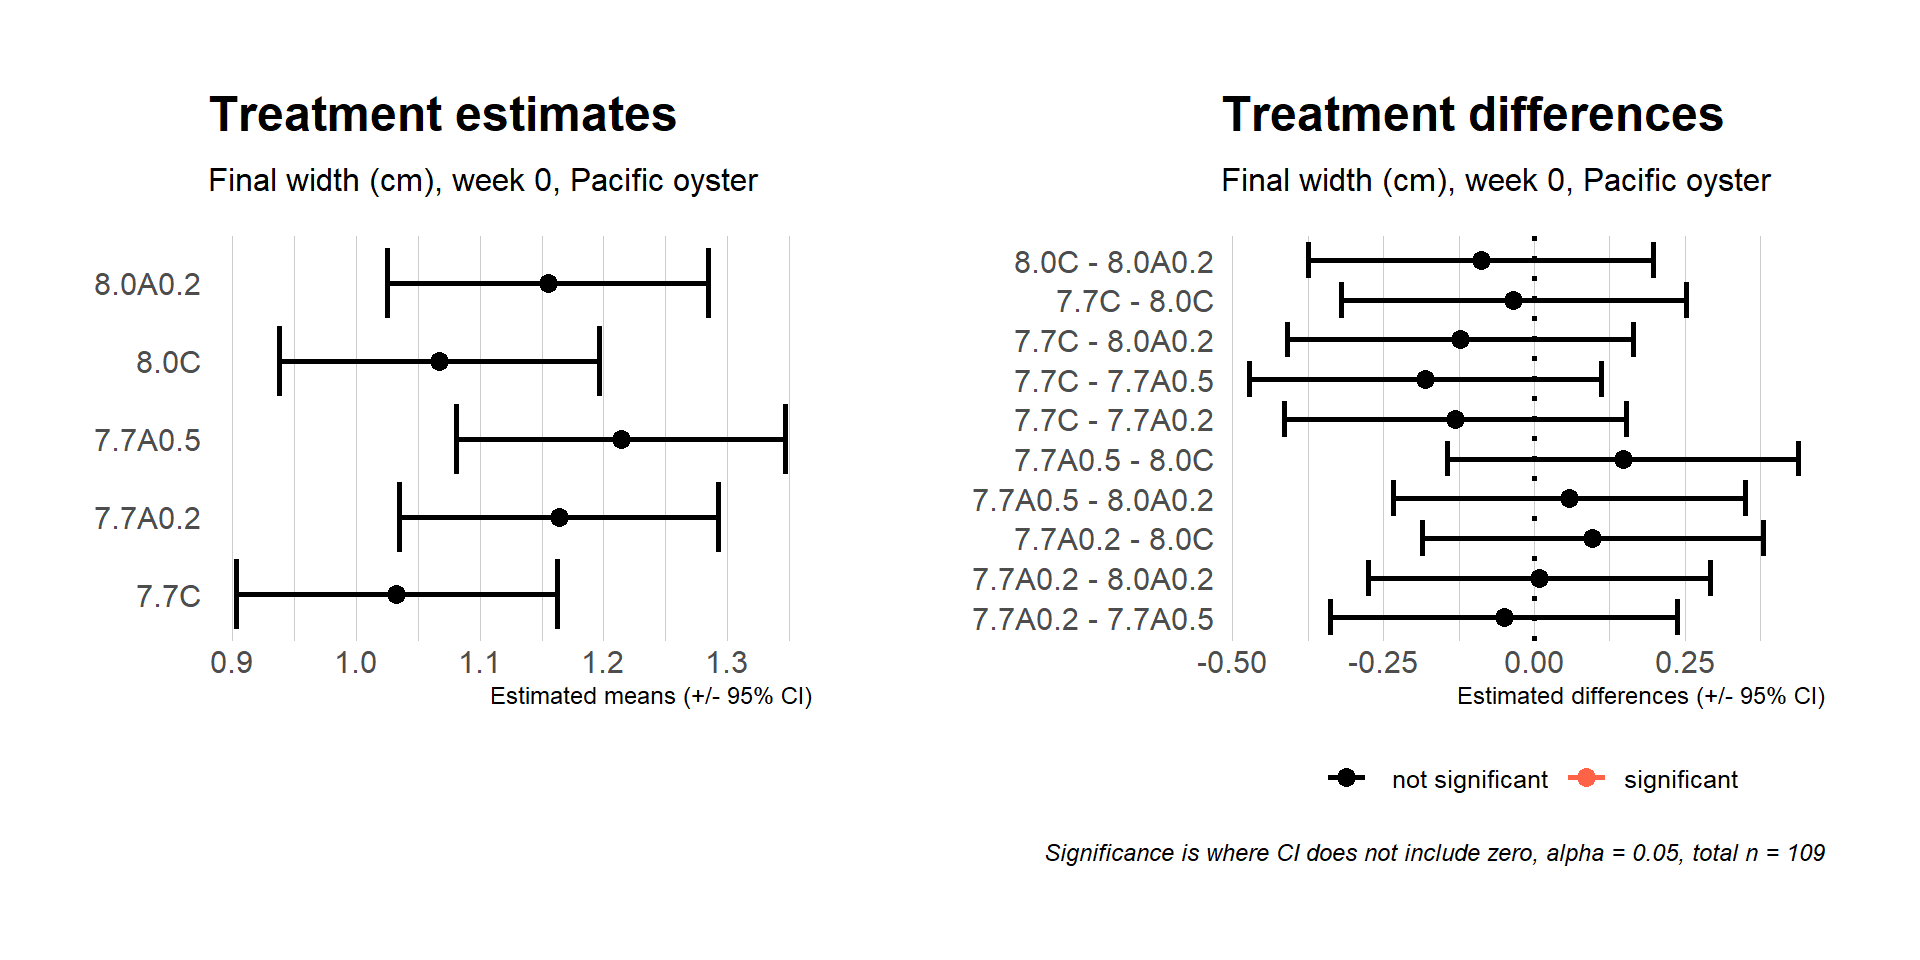 Treatment estimates
Final width (cm), week 0, Pacific oyster
8.0A0.2
8.0C
7.7A0.5
7.7A0.2
7.7C
0.9 1.0 1.1 1.2 1.3
Estimated means (+/- 95% CI)
Treatment differences
Final width (cm), week 0, Pacific oyster
8.0C - 8.0A0.2
7.7C - 8.0C
7.7C - 8.0A0.2
7.7C - 7.7A0.5
7.7C - 7.7A0.2
7.7A0.5 - 8.0C
7.7A0.5 - 8.0A0.2
7.7A0.2 - 8.0C
7.7A0.2 - 8.0A0.2
7.7A0.2 - 7.7A0.5
-0.50 -0.25 0.00 0.25
Estimated differences (+/- 95% CI)
not significant significant
Significance is where CI does not include zero, alpha = 0.05, total n = 109